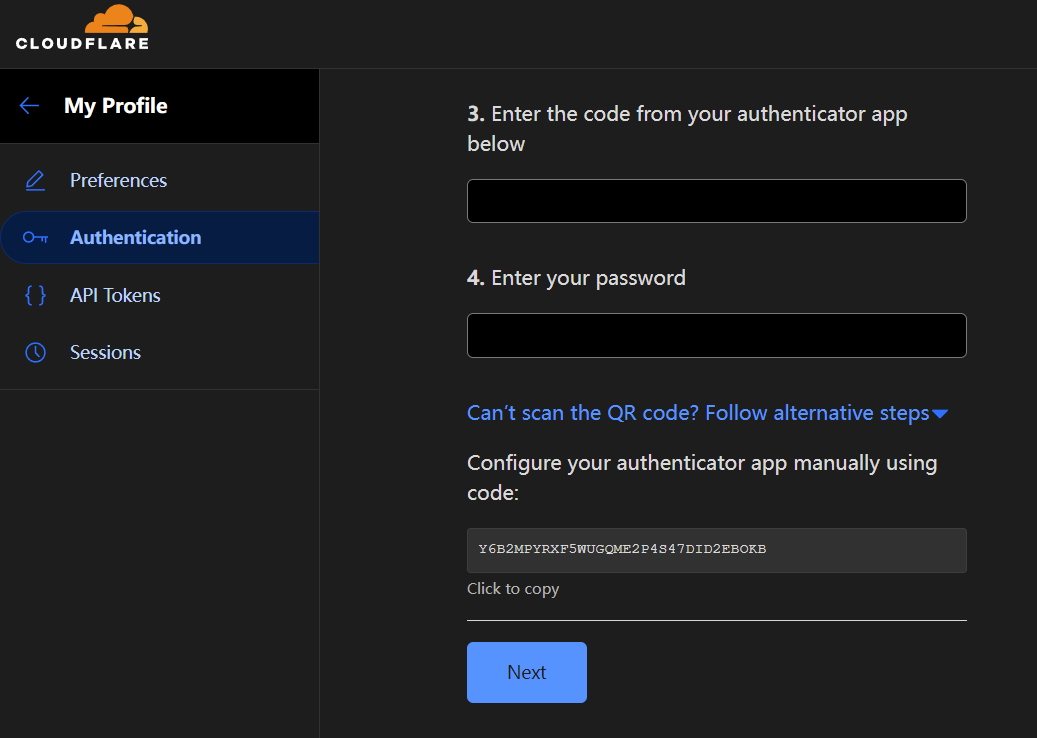 CLOUDFLARE
My Profile
Preferences
Authentication
API Tokens
Sessions
3. Enter the code from your authenticator app
below
4. Enter your password
Can't scan the QR code? Follow alternative steps
Configure your authenticator app manually using
code:
Y6B2MPYRXF5WUGQME2P4S47DID2EBOKB
Click to copy
Next